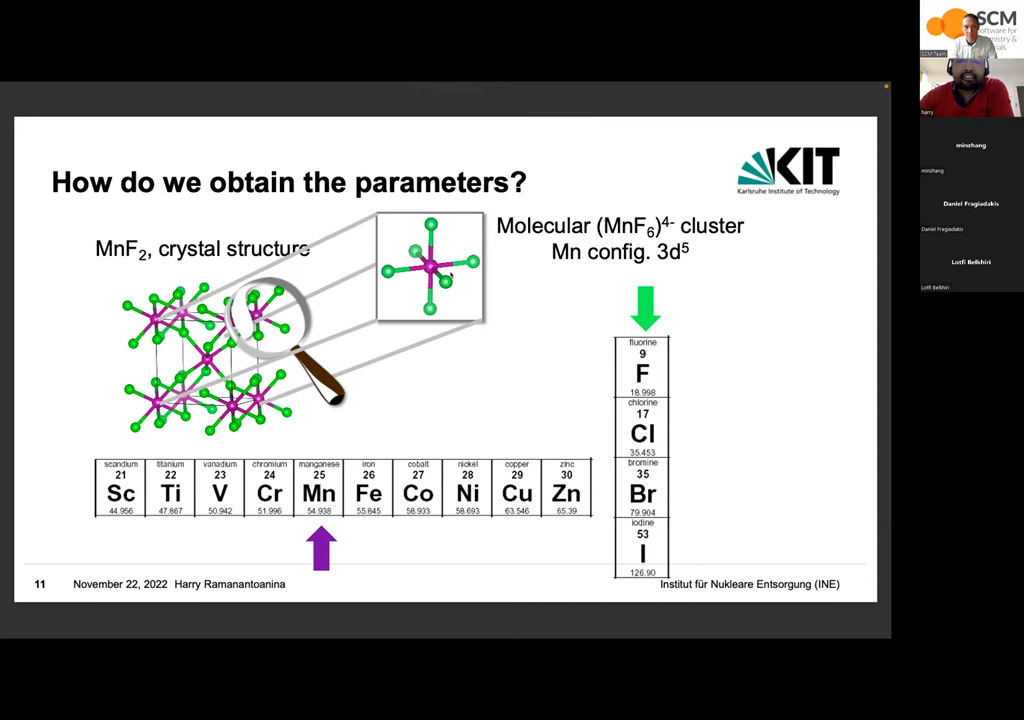 How do we obtain the parameters?
KIT
Karlsruhe Institute of Technology
MnF₂, crystal structure
Molecular (MnF₆)⁴⁻ cluster
Mn config. 3d⁵
fluorine
9
F
18.998
chlorine
17
Cl
35.453
bromine
35
Br
79.904
iodine
53
I
126.90
scandium titanium vanadium chromium manganese iron cobalt nickel copper zinc
21 22 23 24 25 26 27 28 29 30
Sc Ti V Cr Mn Fe Co Ni Cu Zn
44.956 47.867 50.942 51.996 54.938 55.845 58.933 58.693 63.546 65.39
11 November 22, 2022 Harry Ramanantoanina Institut für Nukleare Entsorgung (INE)
SCM
Software for
SCM Team
harry
minzhang
minzhang
Daniel Fragiadakis
Daniel Fragiadakis
Lotfi Belkhiri
Lotfi Belkhiri